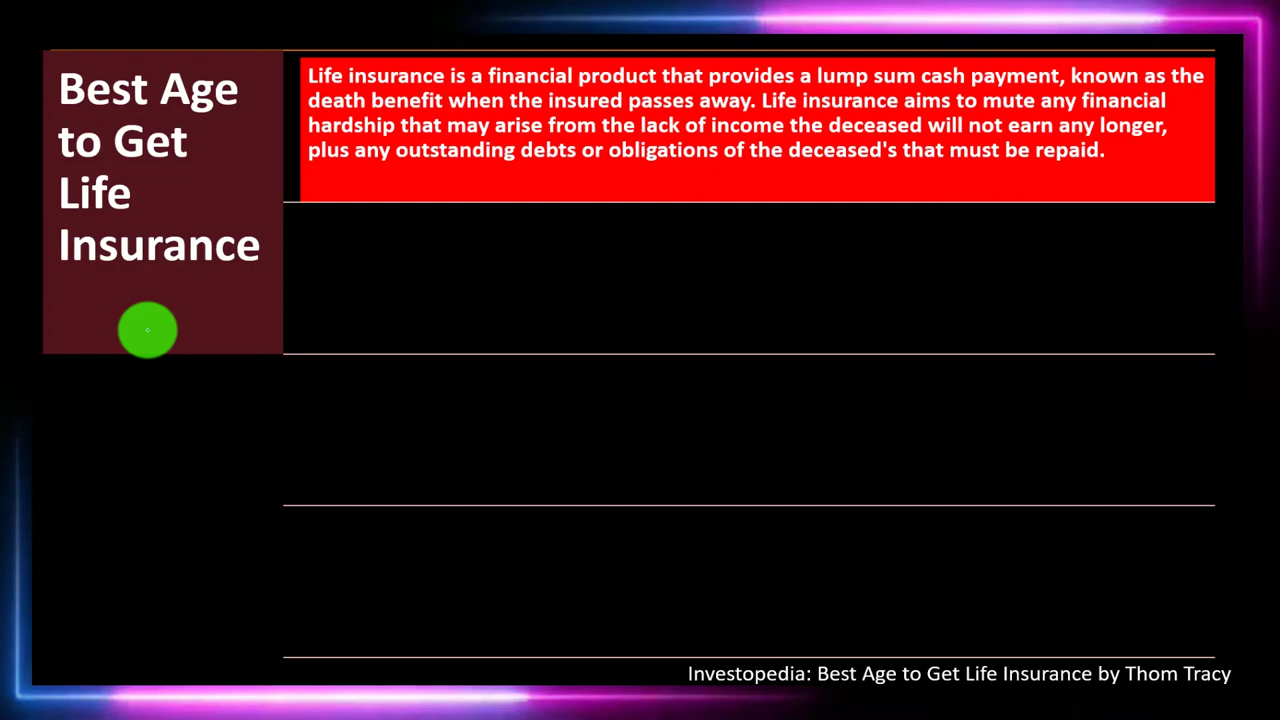 Best Age
to Get
Life
Insurance
Life insurance is a financial product that provides a lump sum cash payment, known as the
death benefit when the insured passes away. Life insurance aims to mute any financial
hardship that may arise from the lack of income the deceased will not earn any longer,
plus any outstanding debts or obligations of the deceased's that must be repaid.
Investopedia: Best Age to Get Life Insurance by Thom Tracy